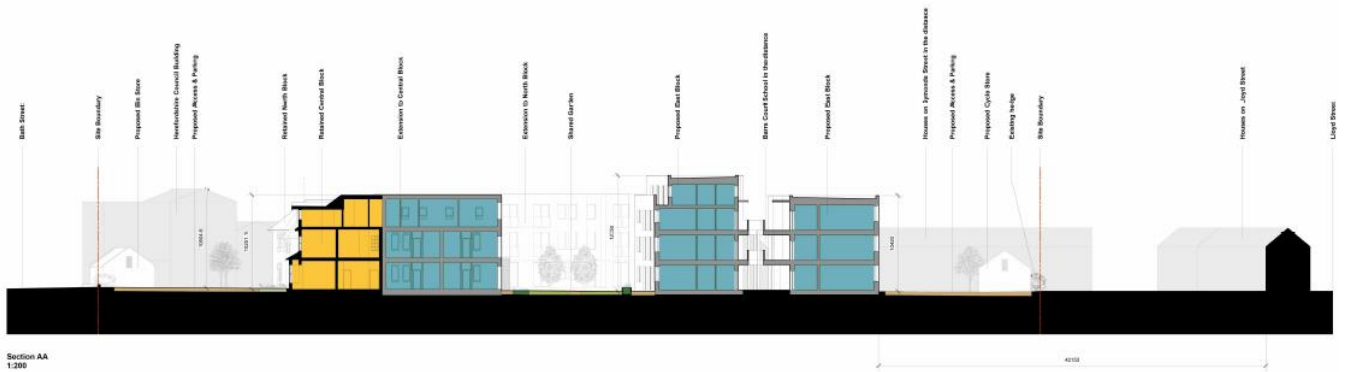 Bath Street
Site Boundary
Proposed Bin Store
Herefordshire Council Building
Proposed Access & Parking
Retained North Block
Retained Central Block
Extension to Central Block
Extension to North Block
Shared Garden
Proposed East Block
Barrs Court School in the distance
Proposed East Block
Houses on Symonds Street in the distance
Proposed Access & Parking
Proposed Cycle Store
Existing hedge
Site Boundary
Houses on Lloyd Street
Lloyd Street
Section AA
1:200